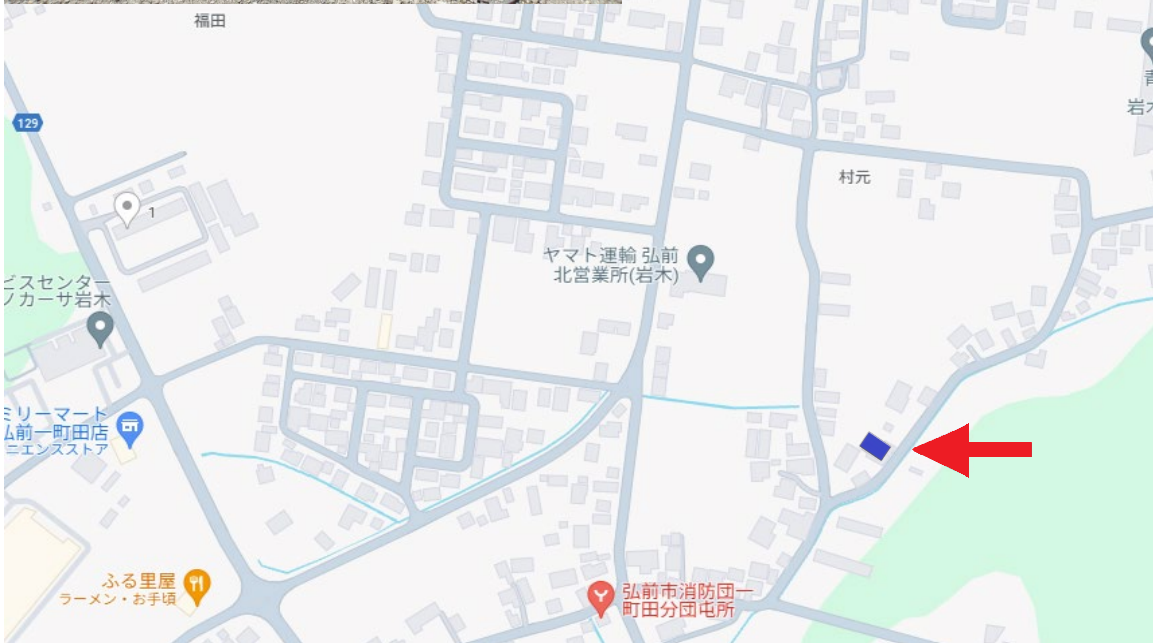 福田
129
1
村元
岩木
ヤマト運輸 弘前
北営業所(岩木)
ビスセンター
ノカーサ岩木
ミリーマート
弘前一町田店
ニエンスストア
ふる里屋
ラーメン・お手頃
弘前市消防団一
町田分団屯所